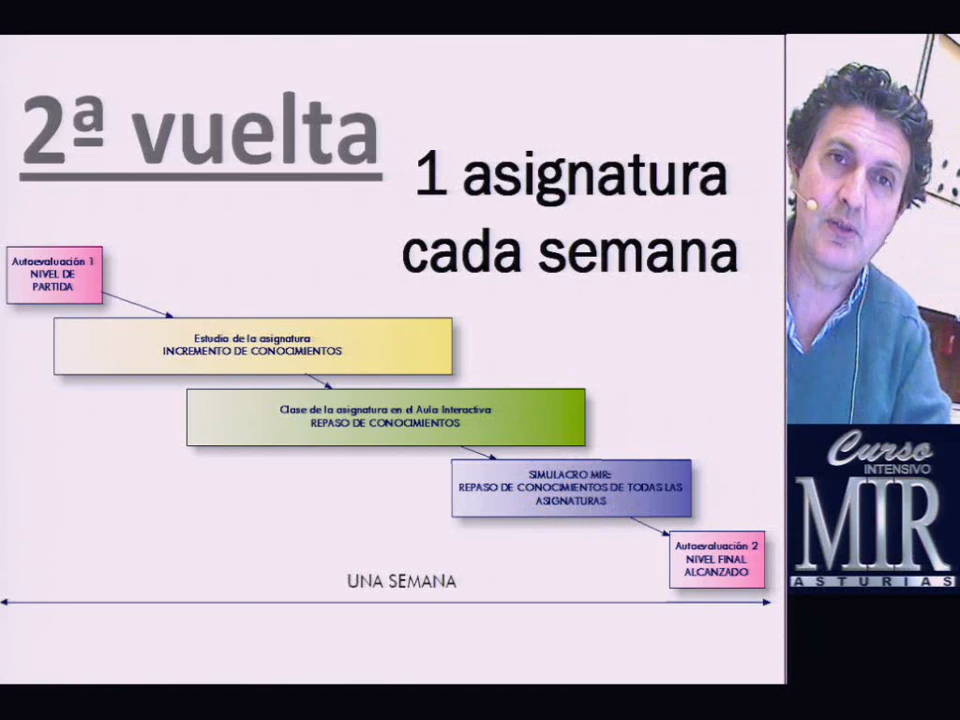 2ª vuelta
1 asignatura
cada semana
Autoevaluación 1
NIVEL DE
PARTIDA
Estudio de la asignatura
INCREMENTO DE CONOCIMIENTOS
Clase de la asignatura en el Aula Interactiva
REPASO DE CONOCIMIENTOS
SIMULACRO MIR:
REPASO DE CONOCIMIENTOS DE TODAS LAS
ASIGNATURAS
Autoevaluación 2
NIVEL FINAL
ALCANZADO
UNA SEMANA
Curso
INTENSIVO
MIR
ASTURIAS